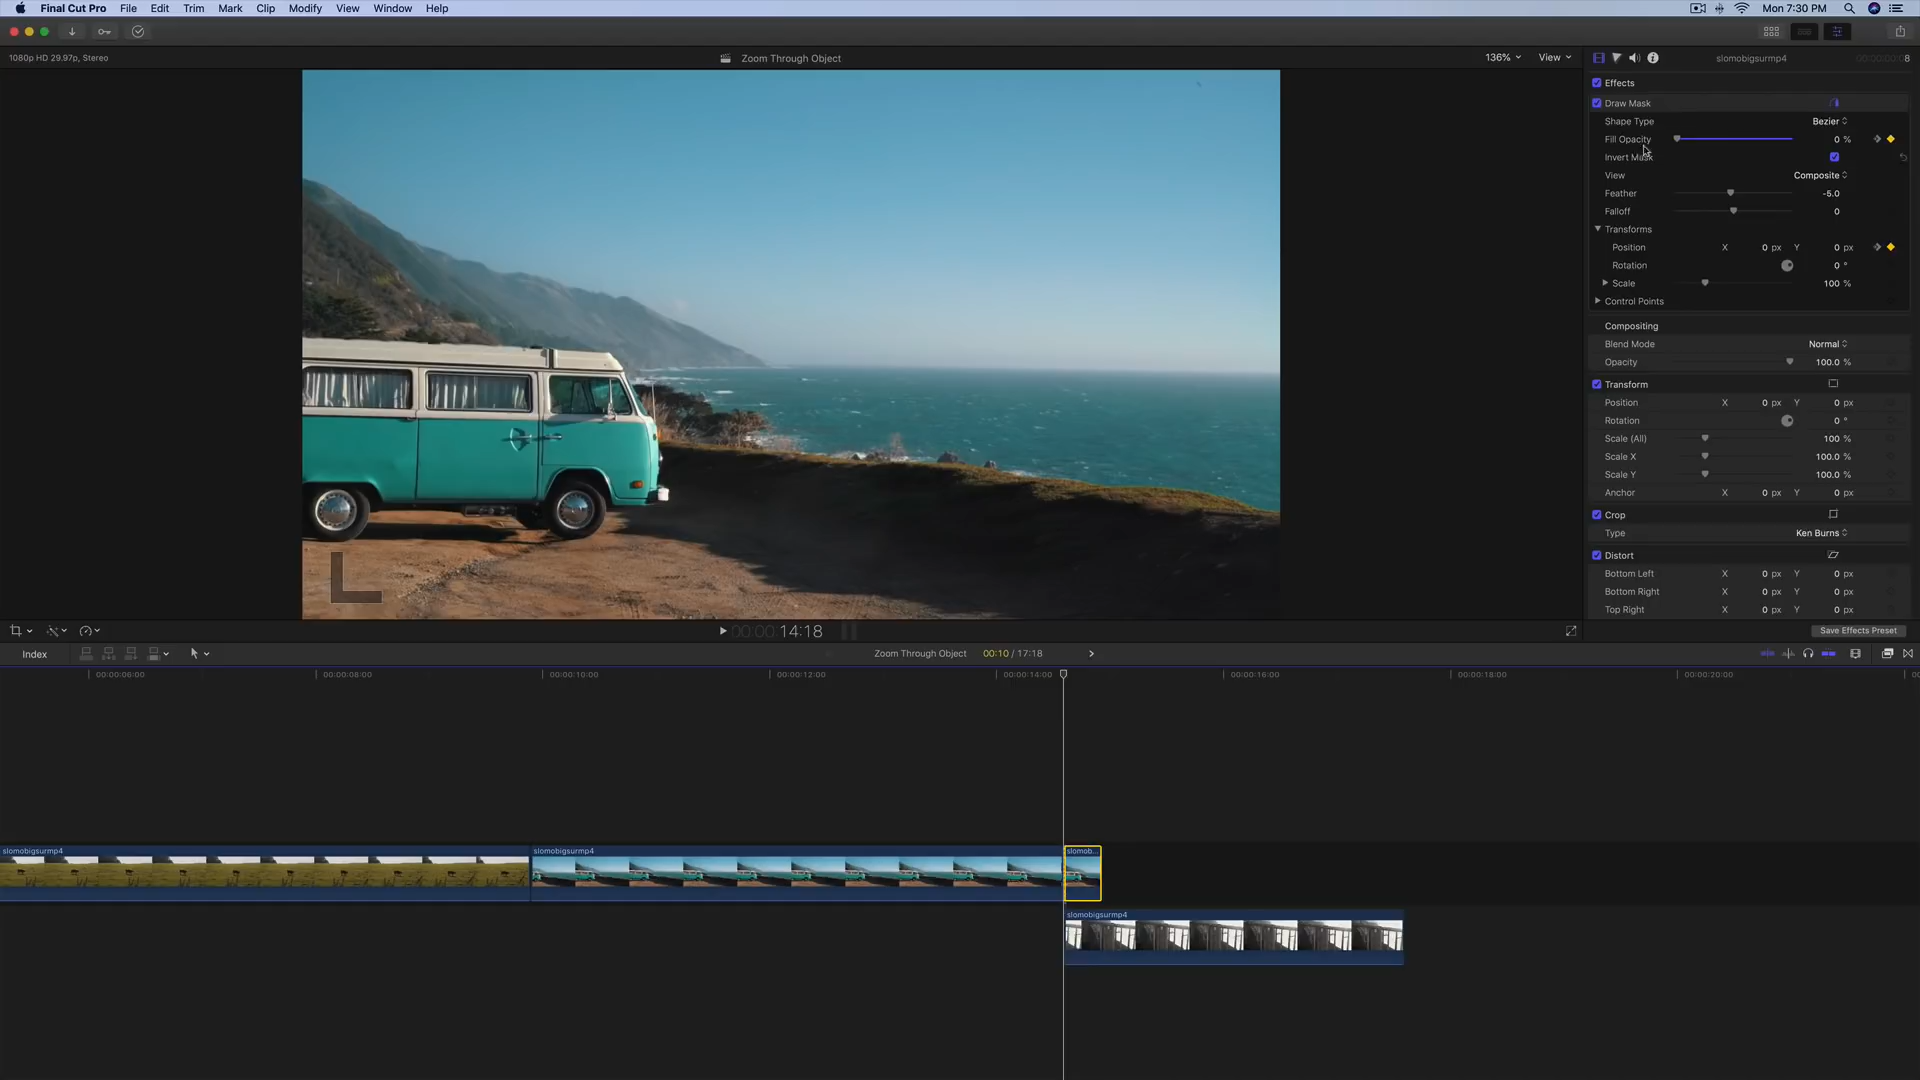 Final Cut Pro File Edit Trim Mark Clip Modify View Window Help Mon 7:30 PM
1080p HD 29.97p, Stereo Zoom Through Object 136% View slomobigsurmp4 8
Effects
Draw Mask
Shape Type Bezier
Fill Opacity 0 %
Invert Mask
View Composite
Feather -5.0
Falloff 0
Transforms
Position X 0 px Y 0 px
Rotation 0 °
Scale 100 %
Control Points
Compositing
Blend Mode Normal
Opacity 100.0 %
Transform
Position X 0 px Y 0 px
Rotation 0 °
Scale (All) 100 %
Scale X 100.0 %
Scale Y 100.0 %
Anchor X 0 px Y 0 px
Crop
Type Ken Burns
Distort
Bottom Left X 0 px Y 0 px
Bottom Right X 0 px Y 0 px
Top Right X 0 px Y 0 px
00:00:14:18 Save Effects Preset
Index Zoom Through Object 00:10 / 17:18
00:00:06:00 00:00:08:00 00:00:10:00 00:00:12:00 00:00:14:00 00:00:16:00 00:00:18:00 00:00:20:00
slomobigsurmp4 slomobigsurmp4 slomob...
slomobigsurmp4